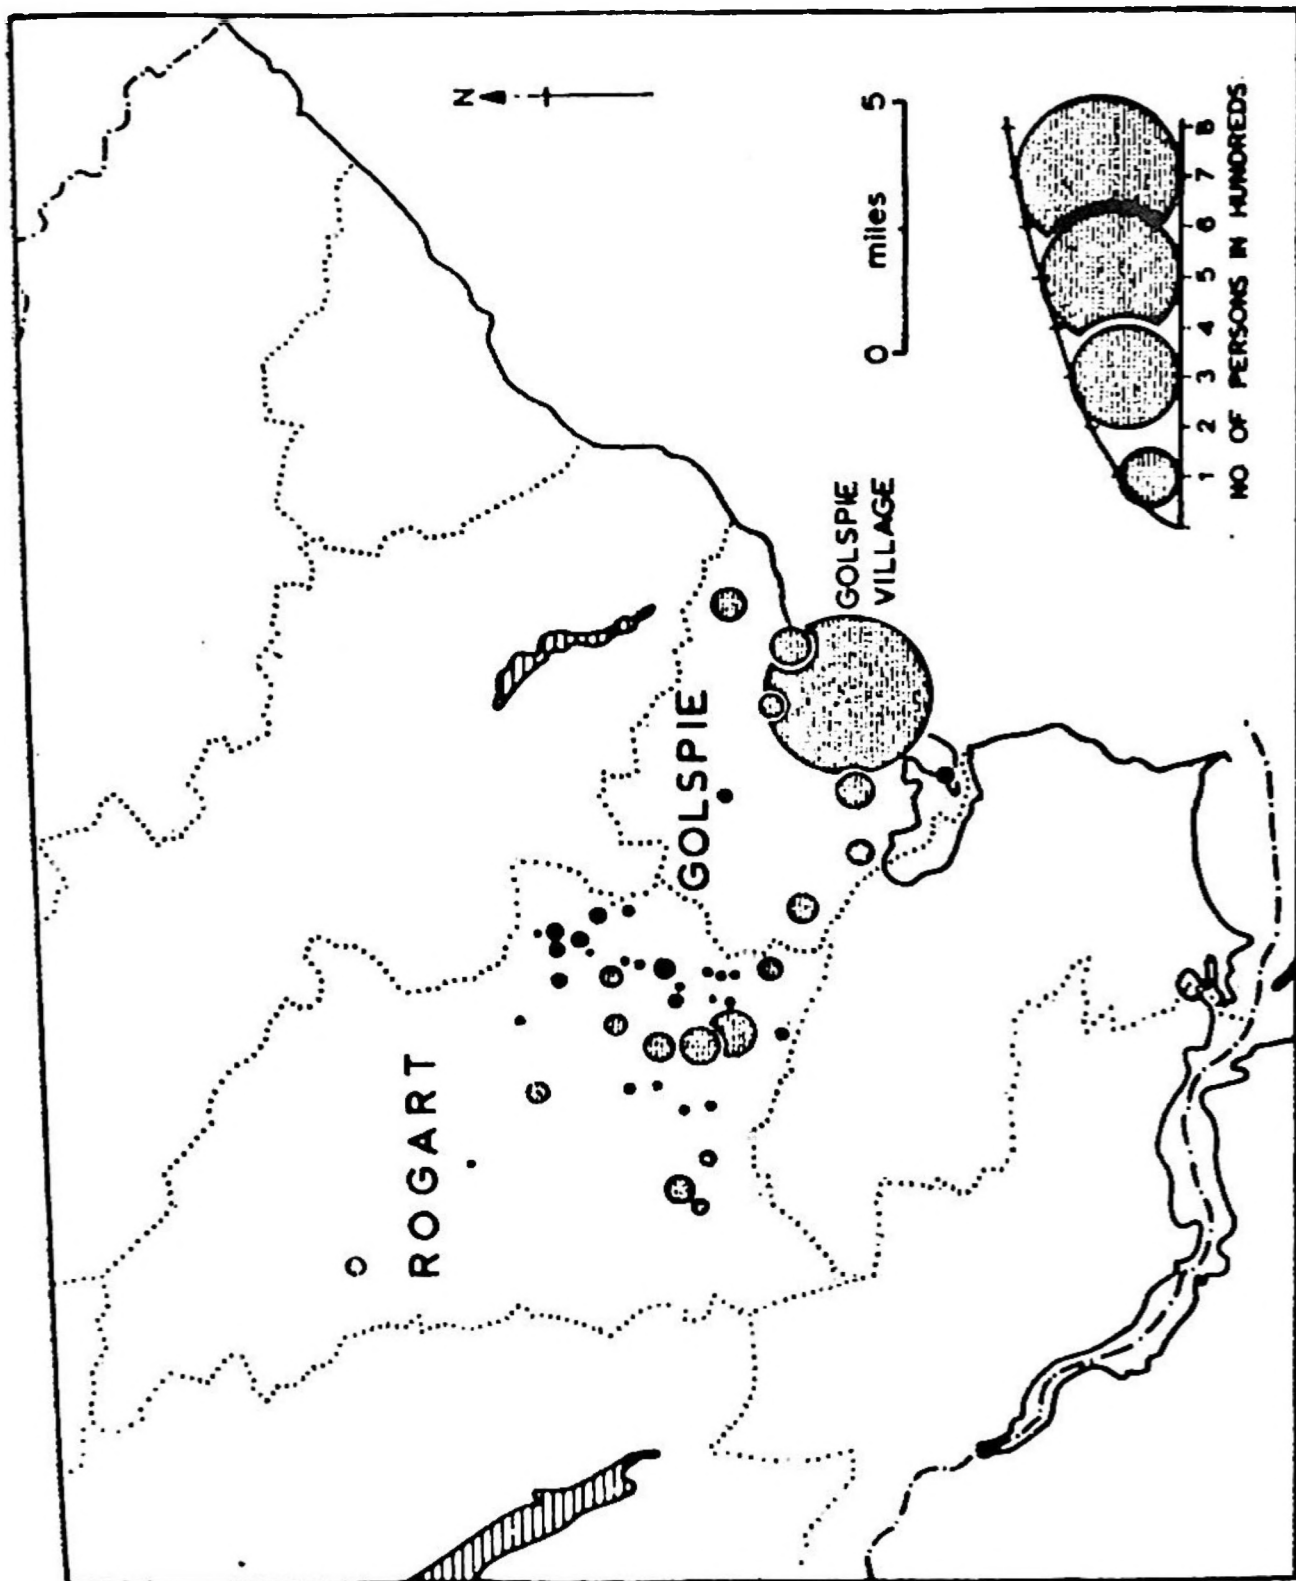 N
ROGART
GOLSPIE
GOLSPIE
VILLAGE
0 miles 5
1 2 3 4 5 6 7 8
NO OF PERSONS IN HUNDREDS